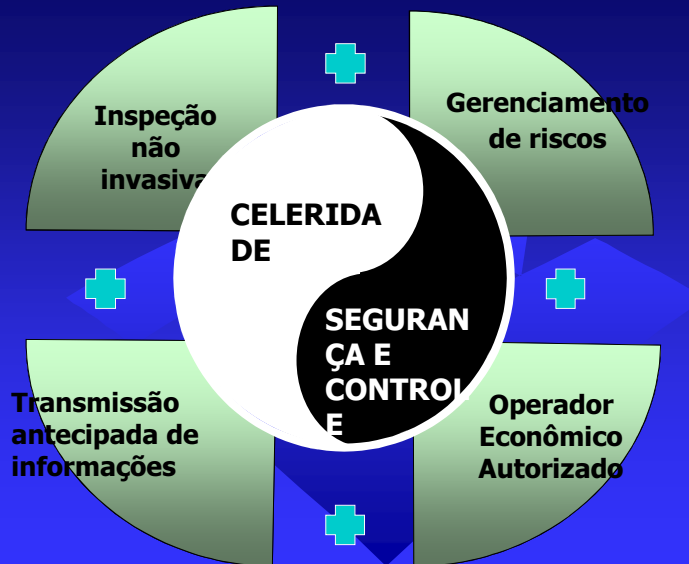 Inspeção
não
invasiva
Gerenciamento
de riscos
CELERIDA
DE
SEGURAN
ÇA E
CONTROL
E
Transmissão
antecipada de
informações
Operador
Econômico
Autorizado